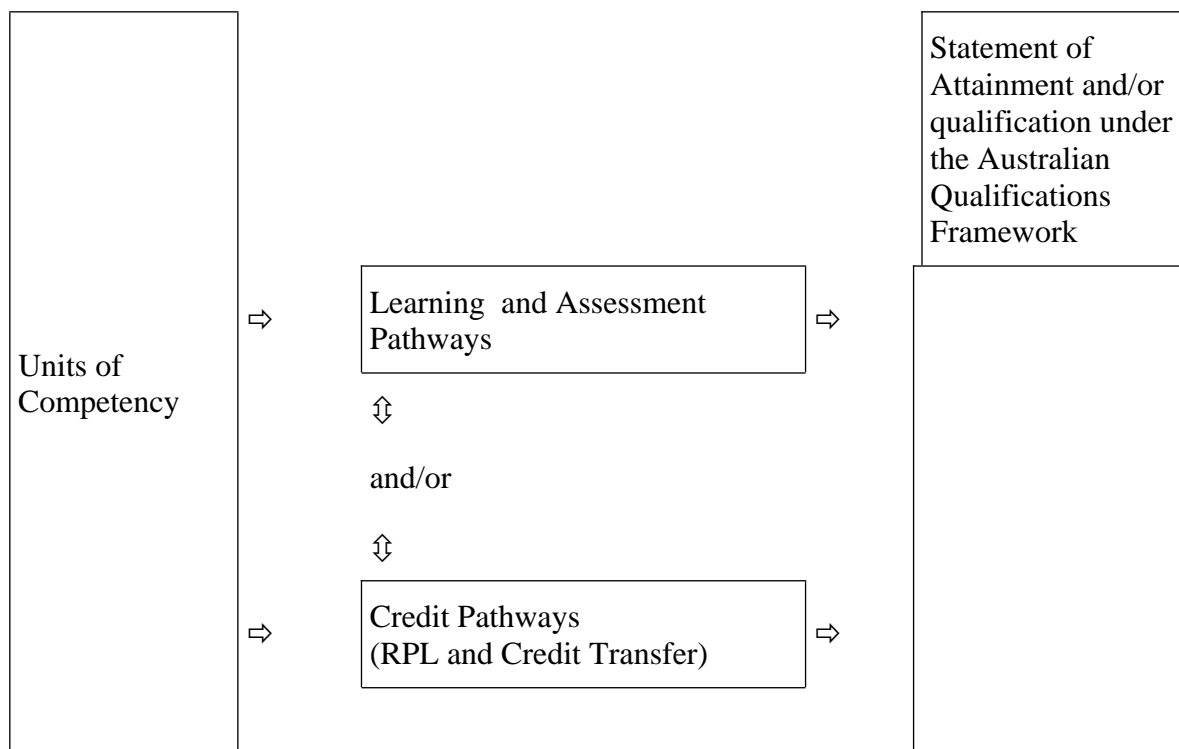 Statement of
Attainment and/or
qualification under
the Australian
Qualifications
Framework
⇨
Learning and Assessment
Pathways
⇨
Units of
Competency
⇳
and/or
⇳
⇨
Credit Pathways
(RPL and Credit Transfer)
⇨